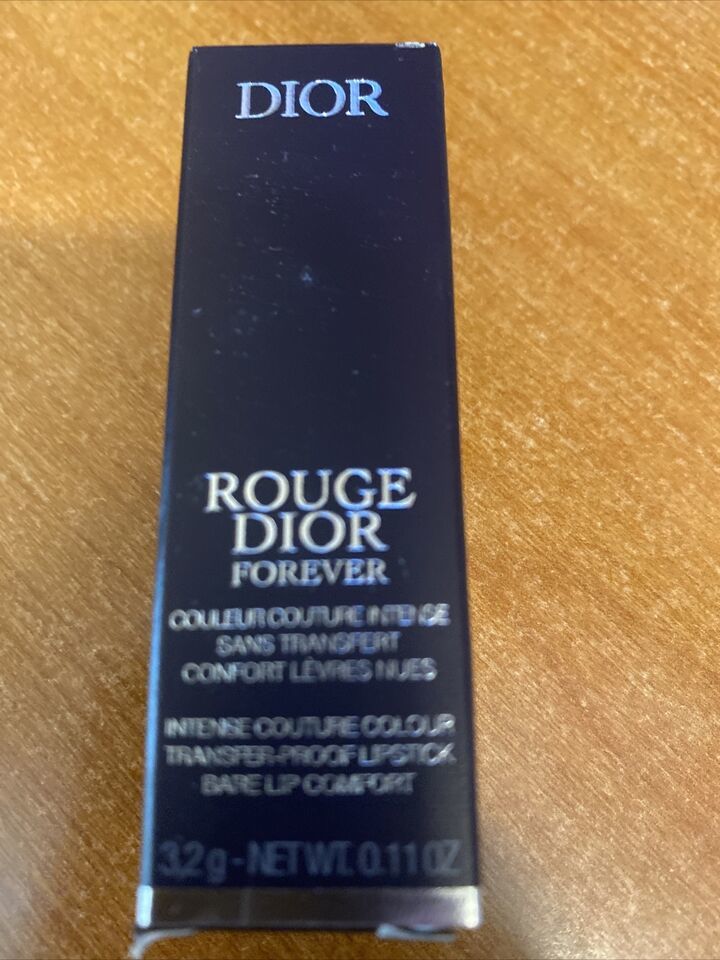 DIOR
ROUGE
DIOR
FOREVER
COULEUR COUTURE INTENSE
SANS TRANSFERT
CONFORT LÈVRES NUES
INTENSE COUTURE COLOUR
TRANSFER-PROOF LIPSTICK
BARE LIP COMFORT
3,2 g - NET WT. 0.11 OZ